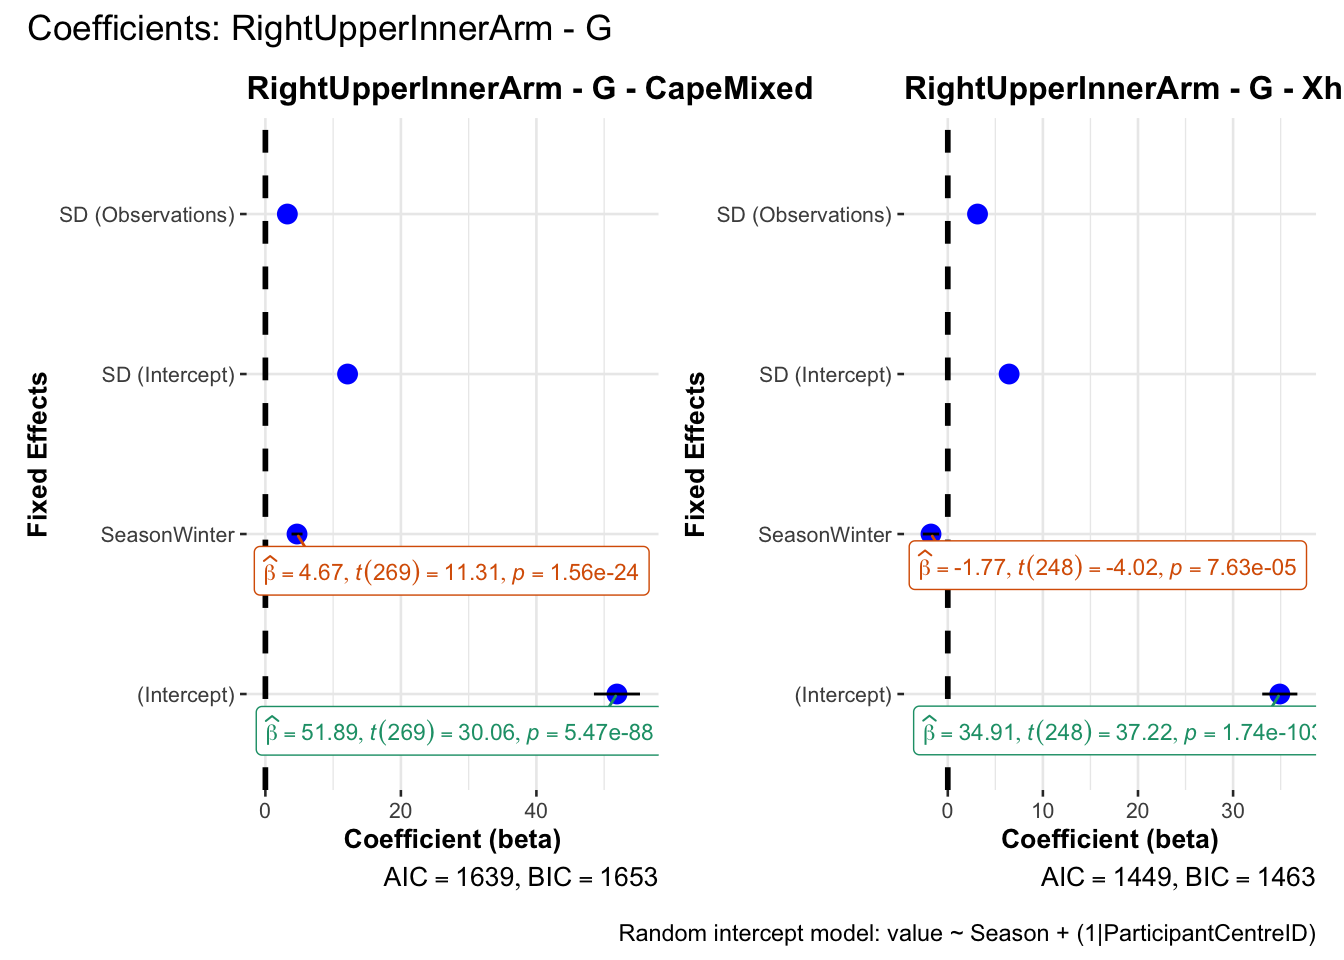 Coefficients: RightUpperInnerArm - G
RightUpperInnerArm - G - CapeMixed
Fixed Effects
SD (Observations)
SD (Intercept)
SeasonWinter
β̂ = 4.67, t(269) = 11.31, p = 1.56e-24
(Intercept)
β̂ = 51.89, t(269) = 30.06, p = 5.47e-88
0 20 40
Coefficient (beta)
AIC = 1639, BIC = 1653
RightUpperInnerArm - G - Xh
Fixed Effects
SD (Observations)
SD (Intercept)
SeasonWinter
β̂ = -1.77, t(248) = -4.02, p = 7.63e-05
(Intercept)
β̂ = 34.91, t(248) = 37.22, p = 1.74e-103
0 10 20 30
Coefficient (beta)
AIC = 1449, BIC = 1463
Random intercept model: value ~ Season + (1|ParticipantCentreID)